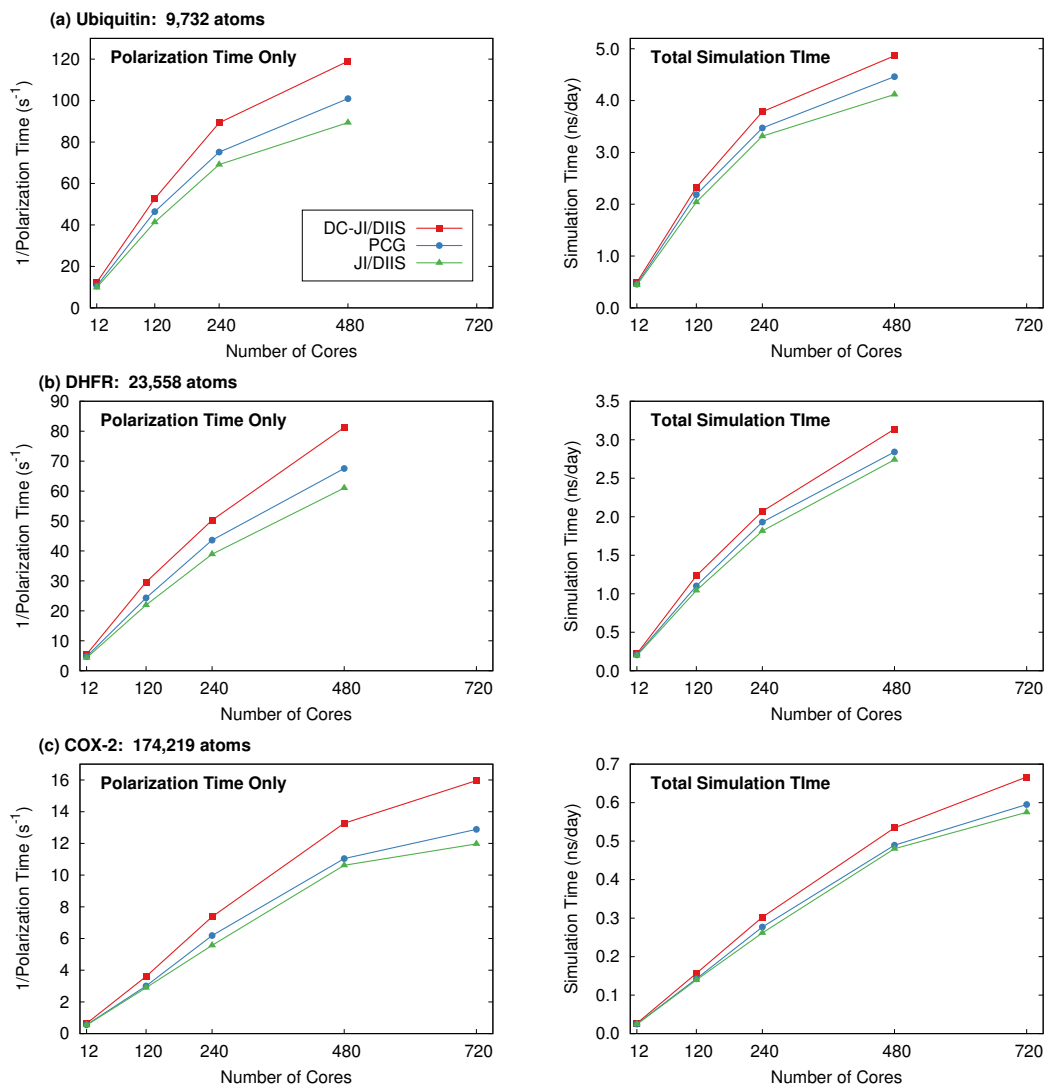 (a) Ubiquitin: 9,732 atoms
Polarization Time Only
1/Polarization Time (s⁻¹)
120
100
80
60
40
20
0
DC-JI/DIIS
PCG
JI/DIIS
12 120 240 480 720
Number of Cores
Total Simulation TIme
Simulation Time (ns/day)
5.0
4.0
3.0
2.0
1.0
0.0
12 120 240 480 720
Number of Cores
(b) DHFR: 23,558 atoms
Polarization Time Only
1/Polarization Time (s⁻¹)
90
80
70
60
50
40
30
20
10
0
12 120 240 480 720
Number of Cores
Total Simulation TIme
Simulation Time (ns/day)
3.5
3.0
2.5
2.0
1.5
1.0
0.5
0.0
12 120 240 480 720
Number of Cores
(c) COX-2: 174,219 atoms
Polarization Time Only
1/Polarization Time (s⁻¹)
16
14
12
10
8
6
4
2
0
12 120 240 480 720
Number of Cores
Total Simulation TIme
Simulation Time (ns/day)
0.7
0.6
0.5
0.4
0.3
0.2
0.1
0.0
12 120 240 480 720
Number of Cores